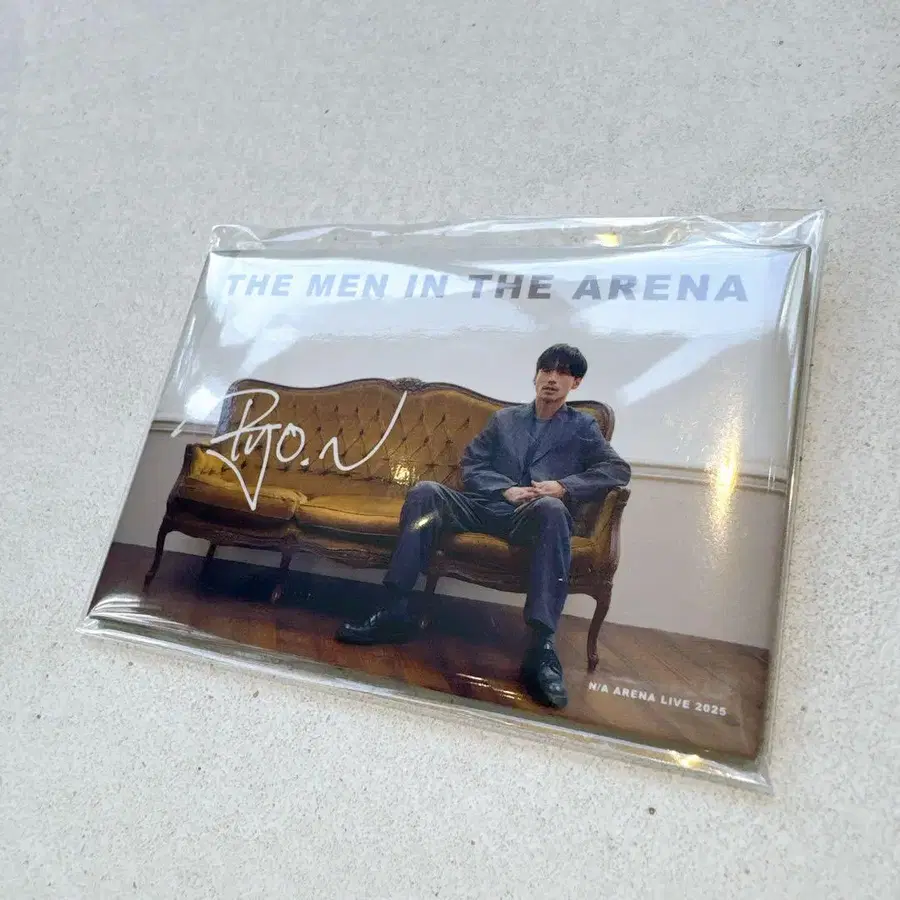 THE MEN IN THE ARENA
Ryo.N
N/A ARENA LIVE 2025